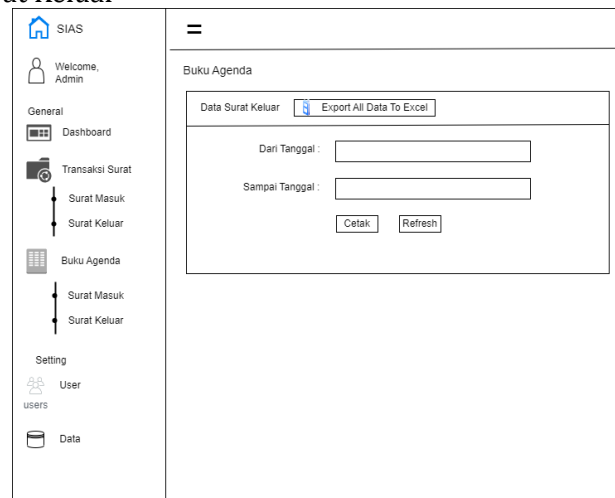 SIAS
Welcome,
Admin
General
Dashboard
Transaksi Surat
Surat Masuk
Surat Keluar
Buku Agenda
Surat Masuk
Surat Keluar
Setting
User
users
Data
Buku Agenda
Data Surat Keluar
Export All Data To Excel
Dari Tanggal :
Sampai Tanggal :
Cetak
Refresh